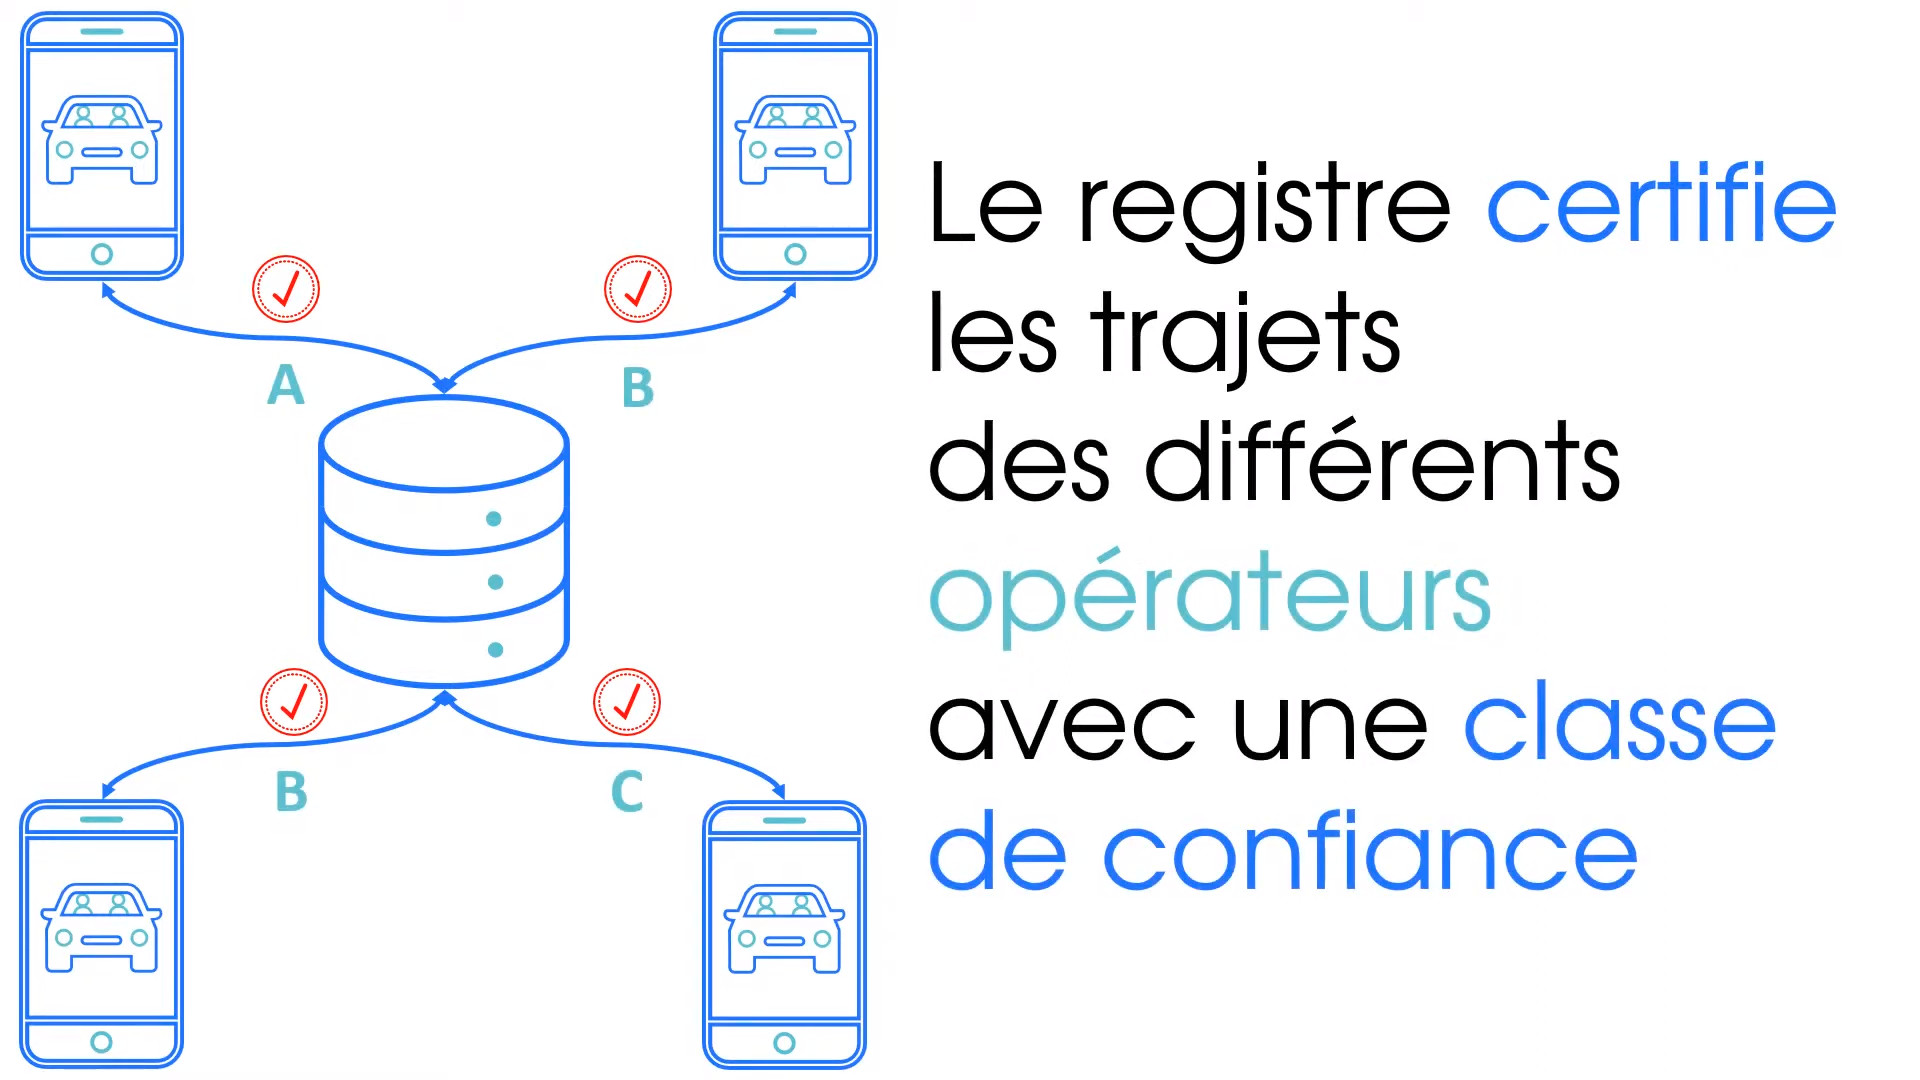 A
B
B
C
Le registre certifie
les trajets
des différents
opérateurs
avec une classe
de confiance